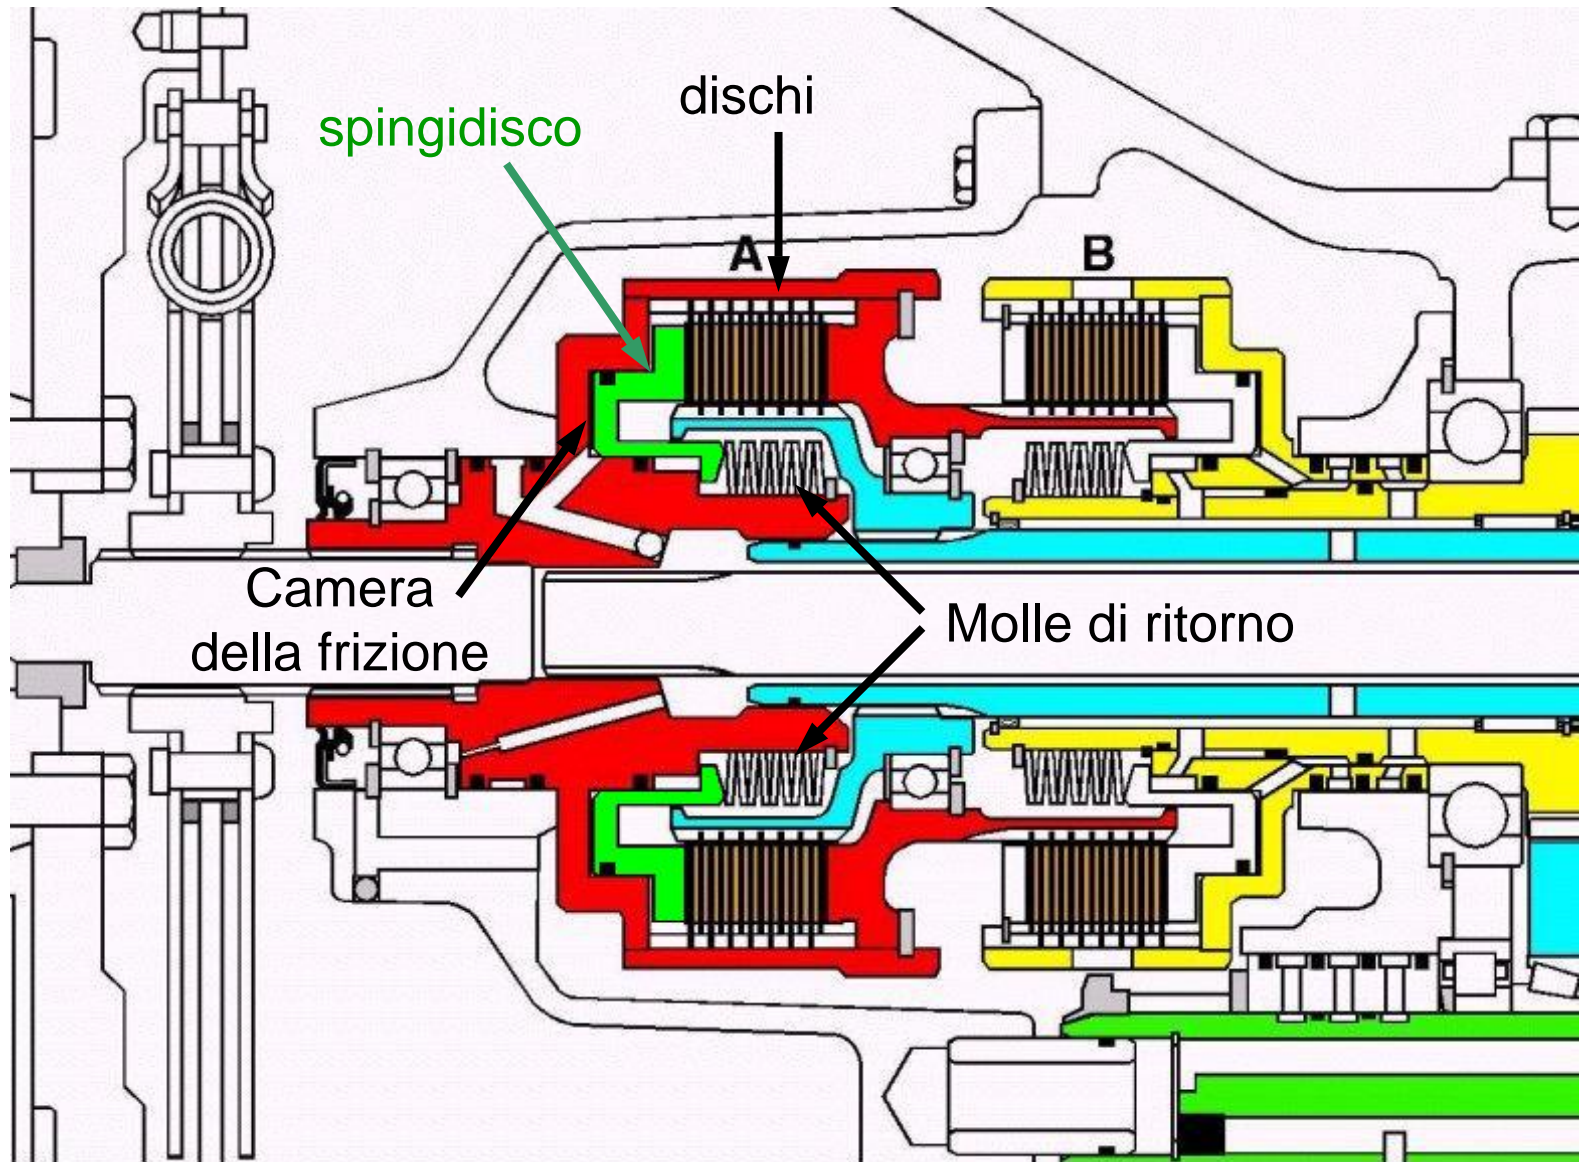 dischi
spingidisco
A
B
Camera
della frizione
Molle di ritorno